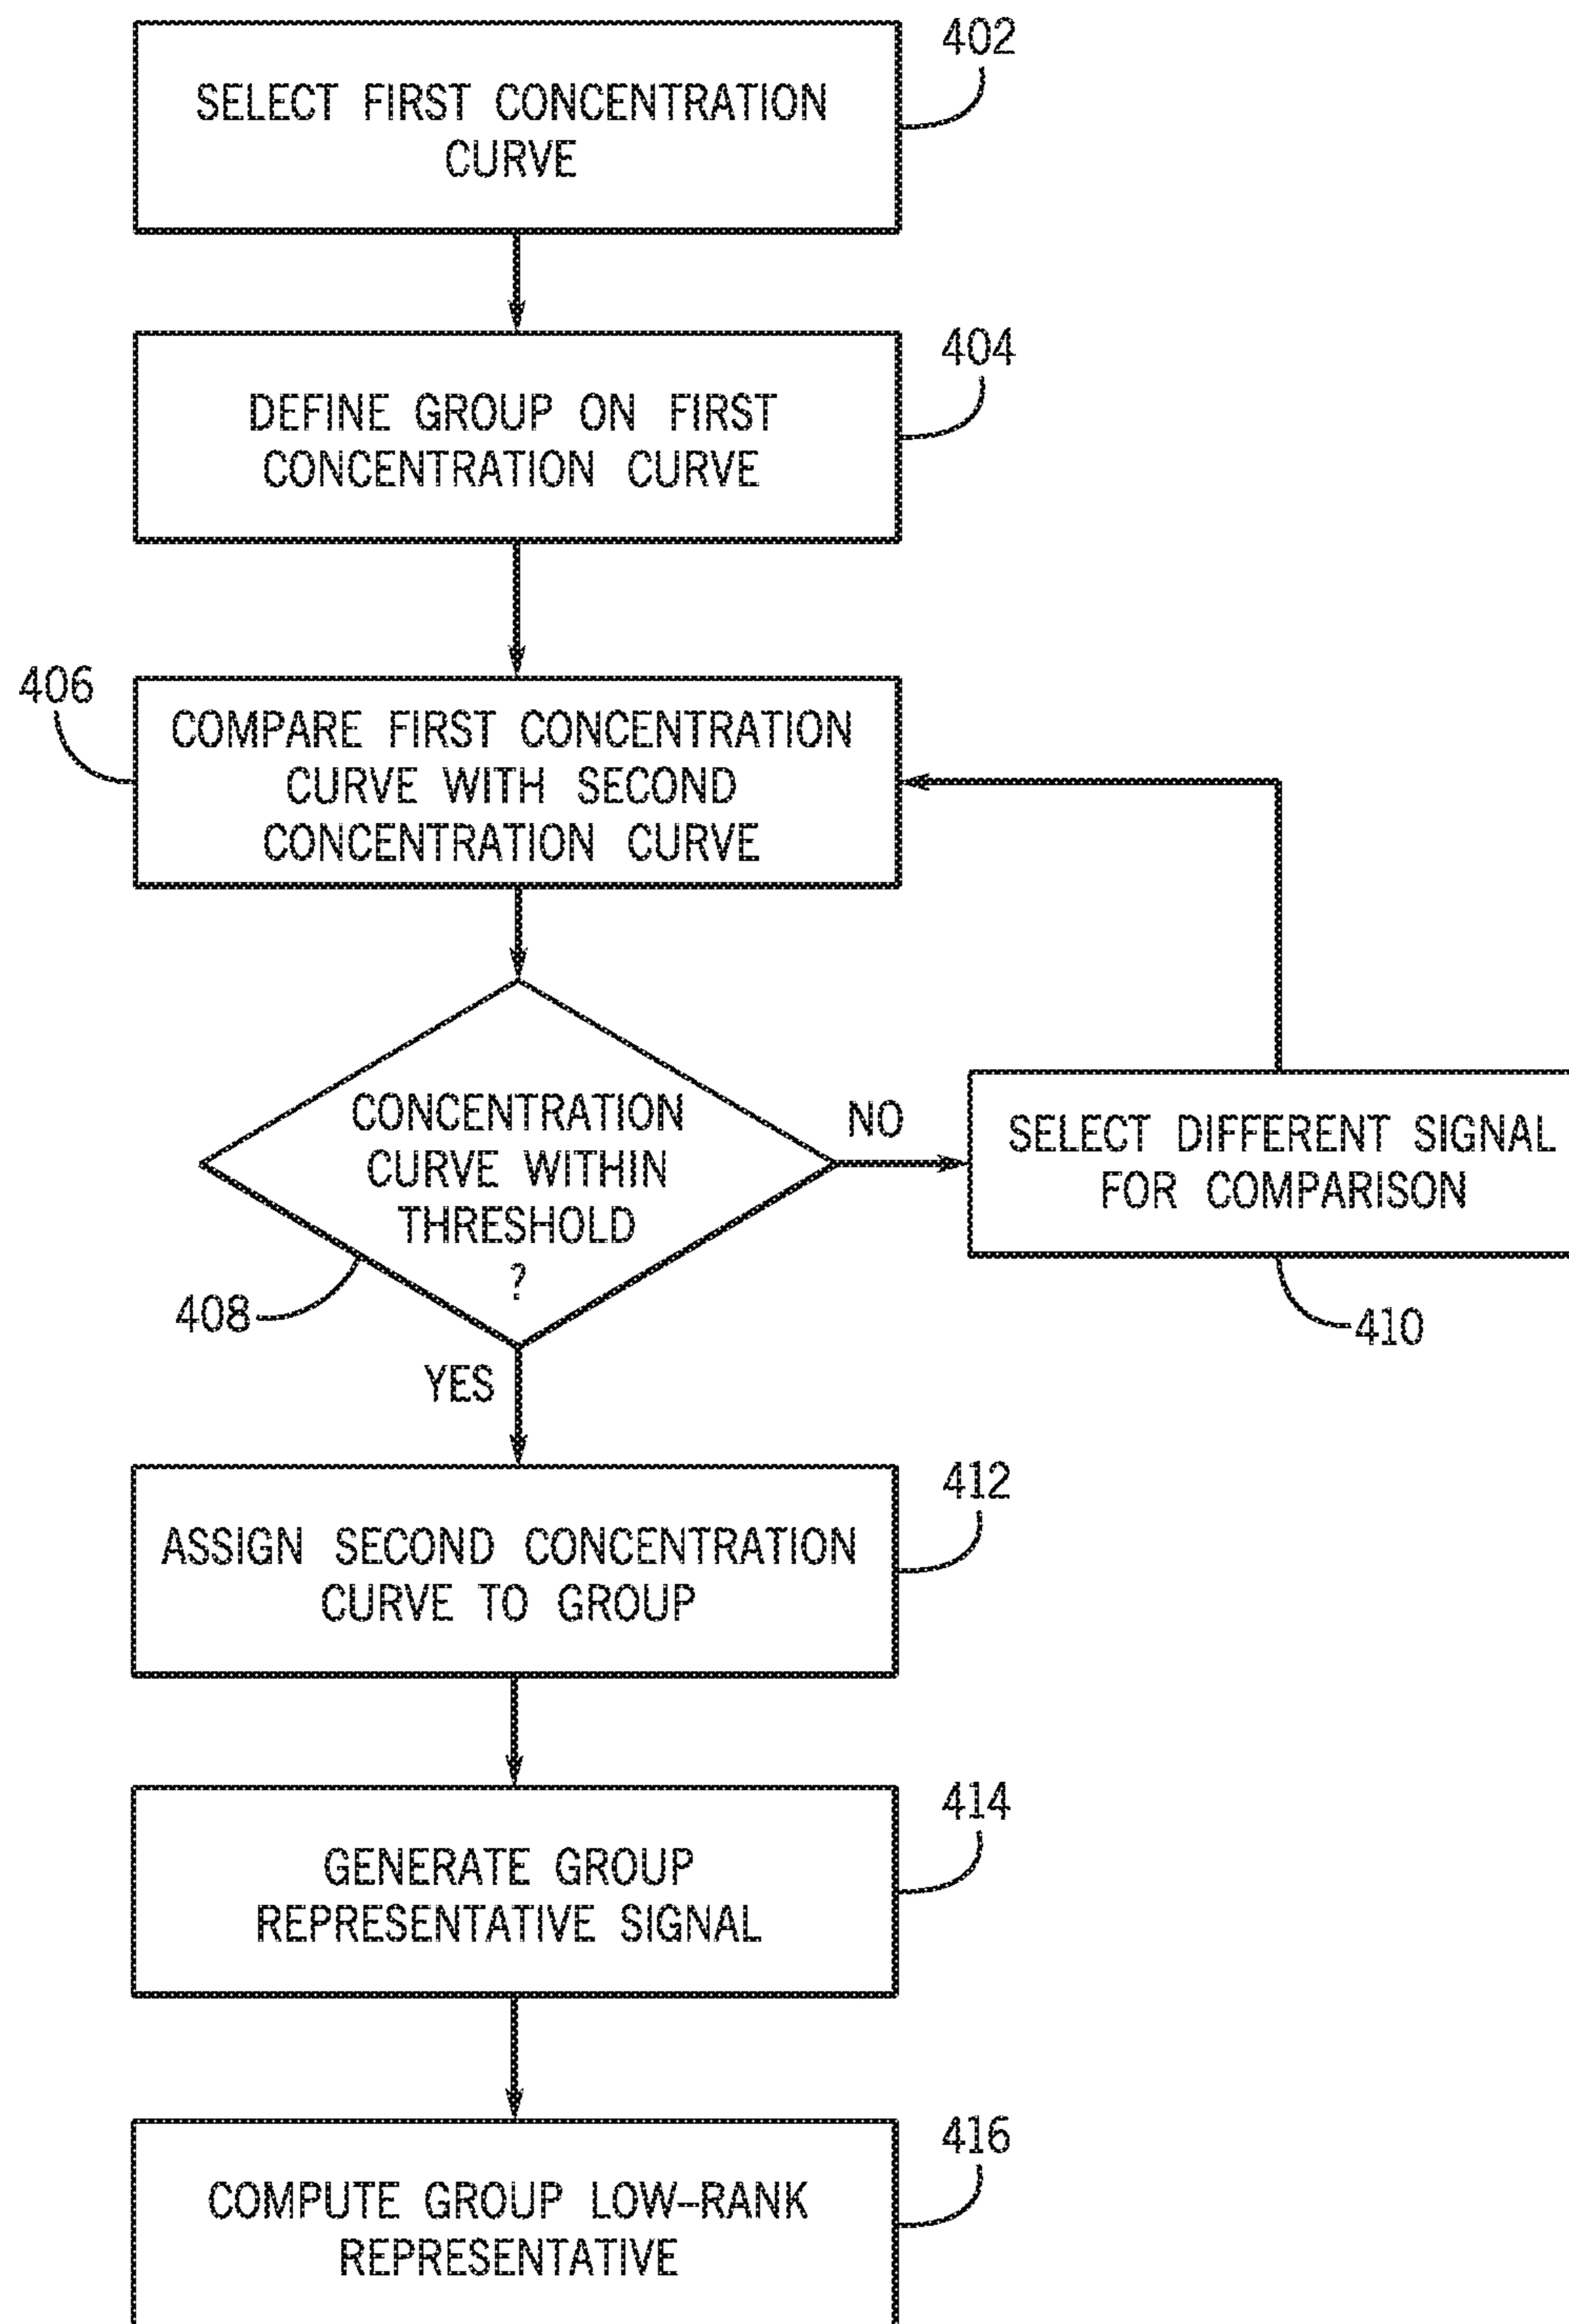 402
SELECT FIRST CONCENTRATION
CURVE
404
DEFINE GROUP ON FIRST
CONCENTRATION CURVE
406
COMPARE FIRST CONCENTRATION
CURVE WITH SECOND
CONCENTRATION CURVE
CONCENTRATION
CURVE WITHIN
THRESHOLD
?
408
NO
SELECT DIFFERENT SIGNAL
FOR COMPARISON
410
YES
412
ASSIGN SECOND CONCENTRATION
CURVE TO GROUP
414
GENERATE GROUP
REPRESENTATIVE SIGNAL
416
COMPUTE GROUP LOW–RANK
REPRESENTATIVE